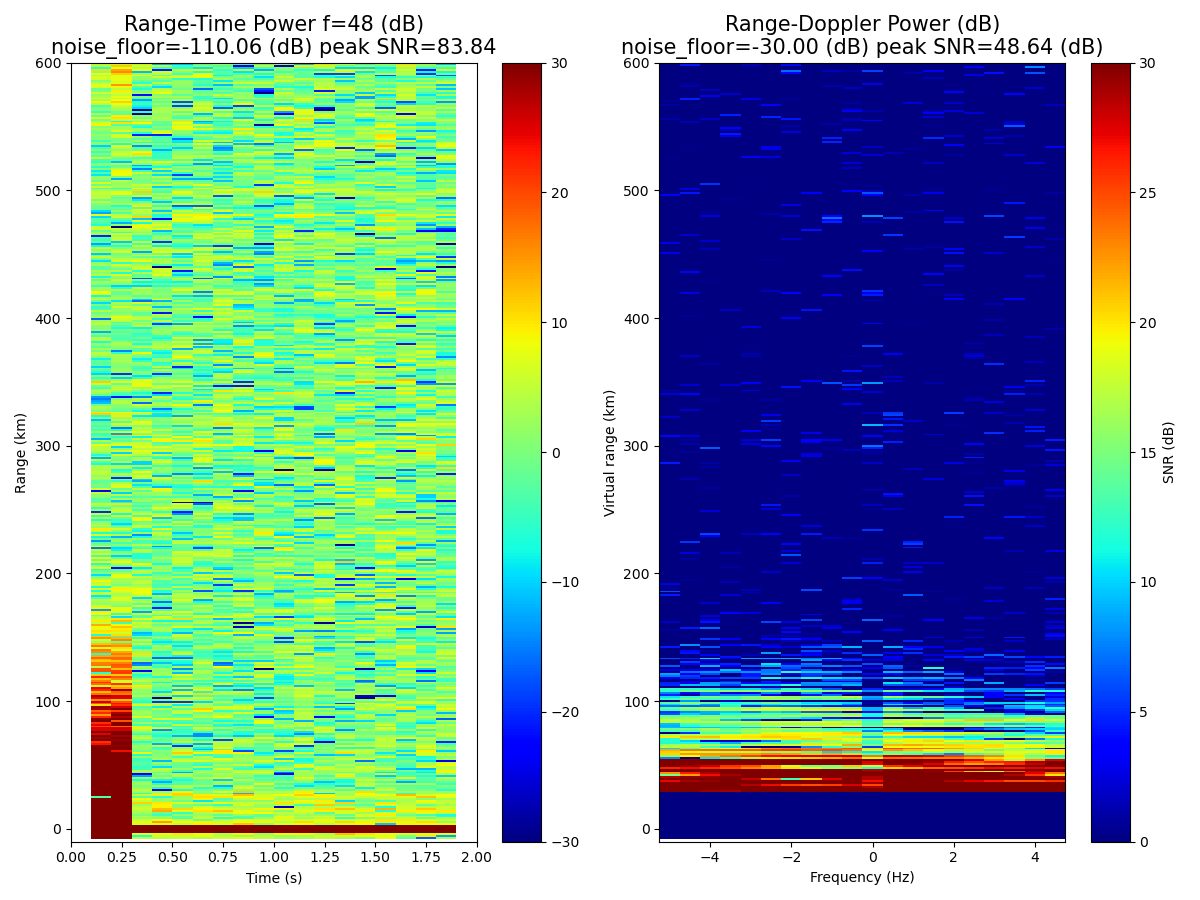 Range-Time Power f=48 (dB)
noise_floor=-110.06 (dB) peak SNR=83.84
600
500
400
300
200
100
0
Range (km)
0.00 0.25 0.50 0.75 1.00 1.25 1.50 1.75 2.00
Time (s)
30
20
10
0
−10
−20
−30
Range-Doppler Power (dB)
noise_floor=-30.00 (dB) peak SNR=48.64 (dB)
600
500
400
300
200
100
0
Virtual range (km)
−4 −2 0 2 4
Frequency (Hz)
30
25
20
15
10
5
0
SNR (dB)